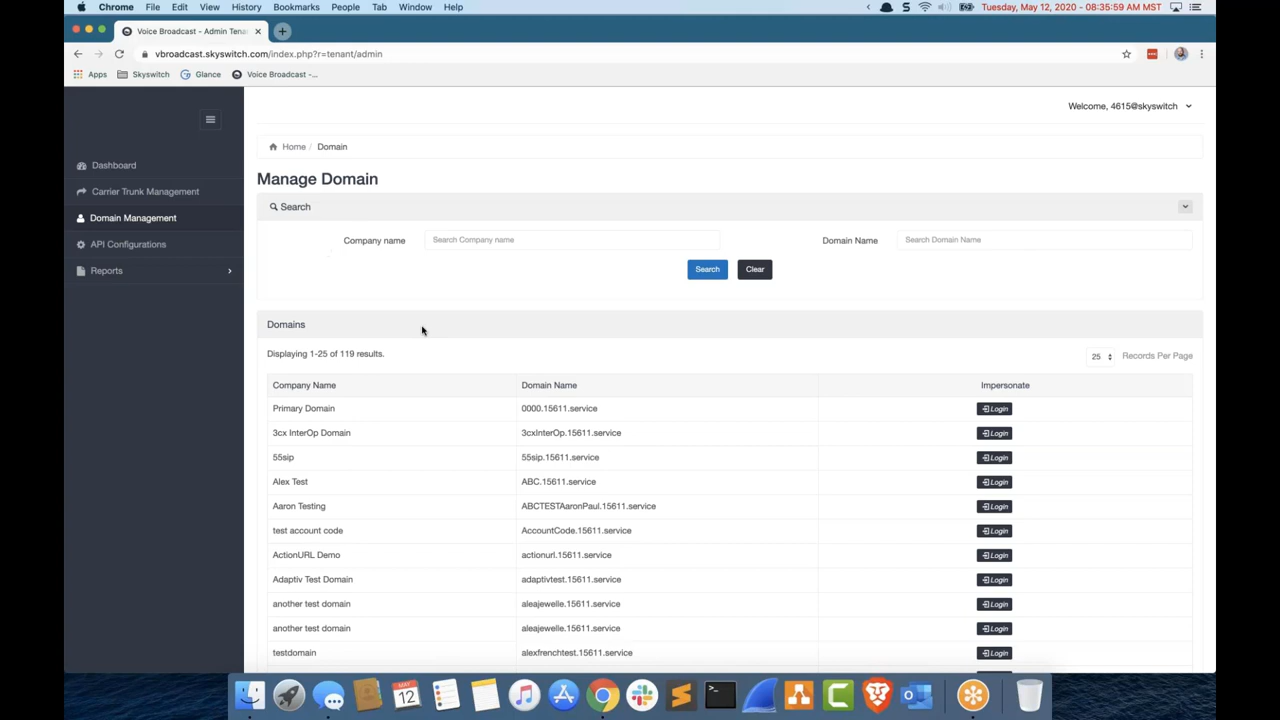 Chrome File Edit View History Bookmarks People Tab Window Help Tuesday, May 12, 2020 - 08:35:59 AM MST
Voice Broadcast - Admin Tena
vbroadcast.skyswitch.com/index.php?r=tenant/admin
Apps Skyswitch Glance Voice Broadcast -...
Welcome, 4615@skyswitch
Home / Domain
Dashboard
Carrier Trunk Management
Domain Management
API Configurations
Reports
Manage Domain
Search
Company name Search Company name Domain Name Search Domain Name
Search Clear
Domains
Displaying 1-25 of 119 results. 25 Records Per Page
Company Name Domain Name Impersonate
Primary Domain 0000.15611.service Login
3cx InterOp Domain 3cxInterOp.15611.service Login
55sip 55sip.15611.service Login
Alex Test ABC.15611.service Login
Aaron Testing ABCTESTAaronPaul.15611.service Login
test account code AccountCode.15611.service Login
ActionURL Demo actionurl.15611.service Login
Adaptiv Test Domain adaptivtest.15611.service Login
another test domain aleajewelle.15611.service Login
another test domain aleajewelle.15611.service Login
testdomain alexfrenchtest.15611.service Login
MAY
12